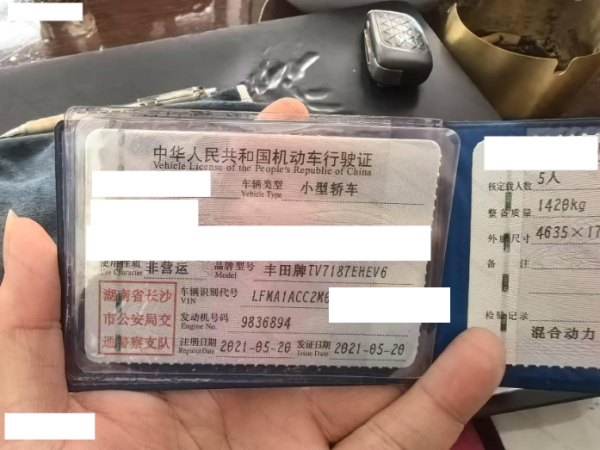 中华人民共和国机动车行驶证
Vehicle License of the People's Republic of China
车辆类型 小型轿车
Vehicle Type
使用性质 非营运 品牌型号 丰田牌TV7187EHEV6
Use Character
湖南省长沙
市公安局交
通警察支队
车辆识别代号 LFMA1ACC2M
VIN
发动机号码 9836894
Engine No.
注册日期 2021-05-20 发证日期 2021-05-20
Register Date Issue Date
核定载人数 5人
整备质量 1420kg
外廓尺寸 4635×17
备 注
检验记录
混合动力